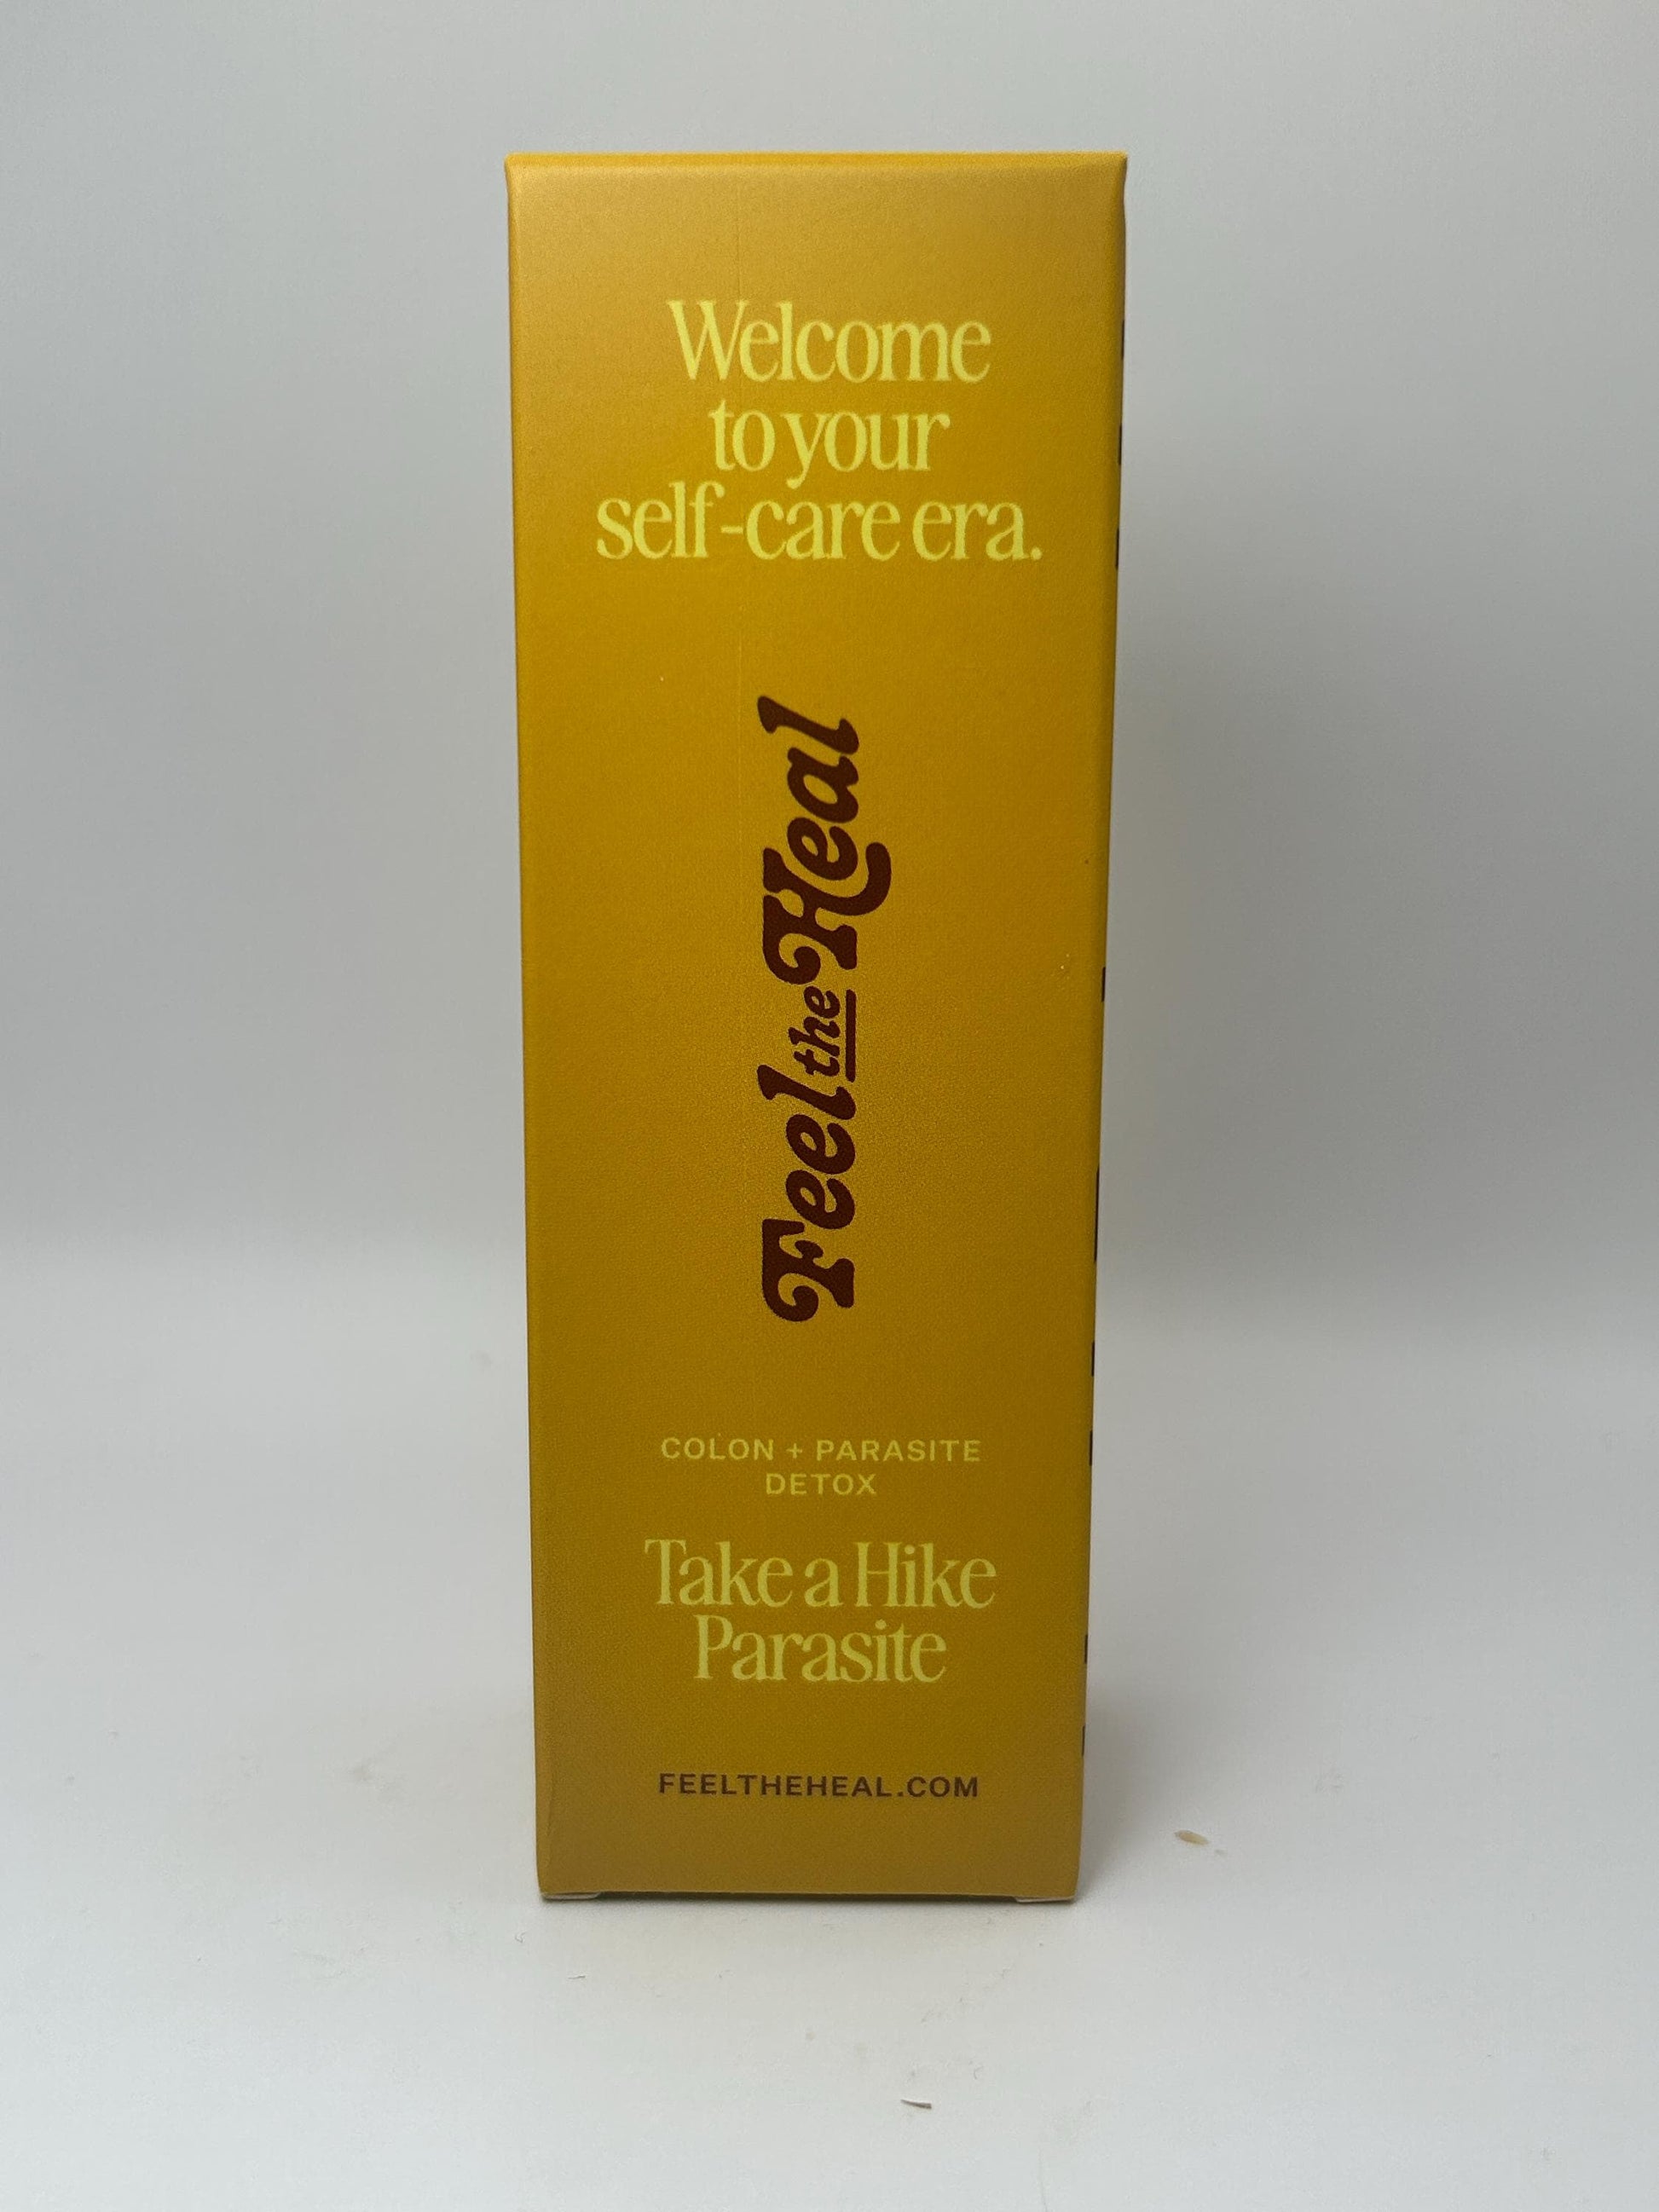 Welcome
to your
self-care era.
Feel the Heal
COLON + PARASITE
DETOX
Take a Hike
Parasite
FEELTHEHEAL.COM